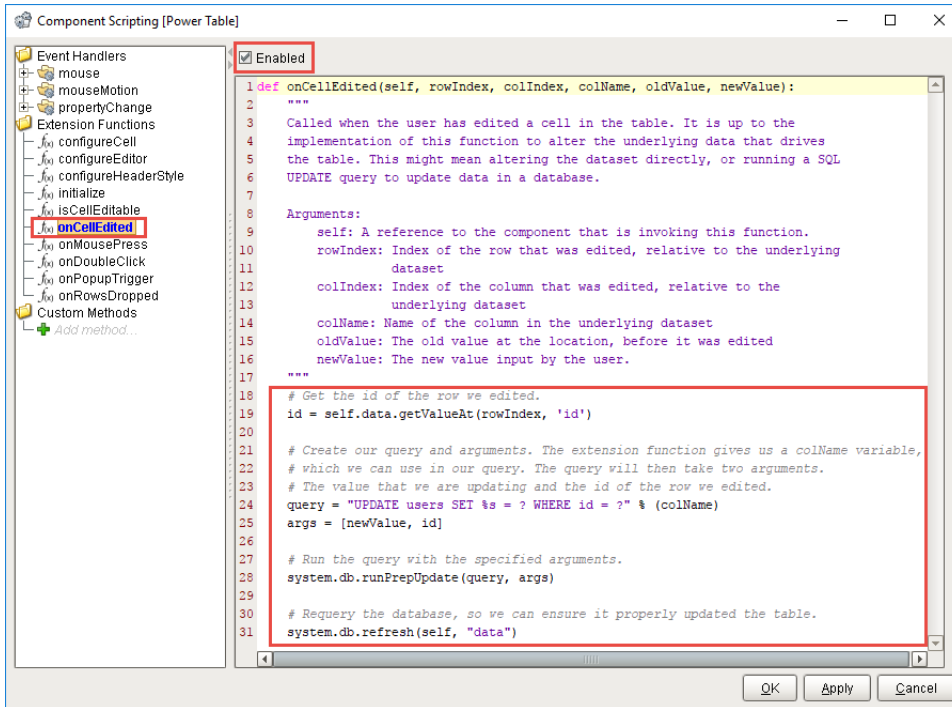 Component Scripting [Power Table]
Event Handlers
mouse
mouseMotion
propertyChange
Extension Functions
f(x) configureCell
f(x) configureEditor
f(x) configureHeaderStyle
f(x) initialize
f(x) isCellEditable
f(x) onCellEdited
f(x) onMousePress
f(x) onDoubleClick
f(x) onPopupTrigger
f(x) onRowsDropped
Custom Methods
Add method...
Enabled
1 def onCellEdited(self, rowIndex, colIndex, colName, oldValue, newValue):
2 """
3 Called when the user has edited a cell in the table. It is up to the
4 implementation of this function to alter the underlying data that drives
5 the table. This might mean altering the dataset directly, or running a SQL
6 UPDATE query to update data in a database.
7
8 Arguments:
9 self: A reference to the component that is invoking this function.
10 rowIndex: Index of the row that was edited, relative to the underlying
11 dataset
12 colIndex: Index of the column that was edited, relative to the
13 underlying dataset
14 colName: Name of the column in the underlying dataset
15 oldValue: The old value at the location, before it was edited
16 newValue: The new value input by the user.
17 """
18 # Get the id of the row we edited.
19 id = self.data.getValueAt(rowIndex, 'id')
20
21 # Create our query and arguments. The extension function gives us a colName variable,
22 # which we can use in our query. The query will then take two arguments.
23 # The value that we are updating and the id of the row we edited.
24 query = "UPDATE users SET %s = ? WHERE id = ?" % (colName)
25 args = [newValue, id]
26
27 # Run the query with the specified arguments.
28 system.db.runPrepUpdate(query, args)
29
30 # Requery the database, so we can ensure it properly updated the table.
31 system.db.refresh(self, "data")
OK
Apply
Cancel